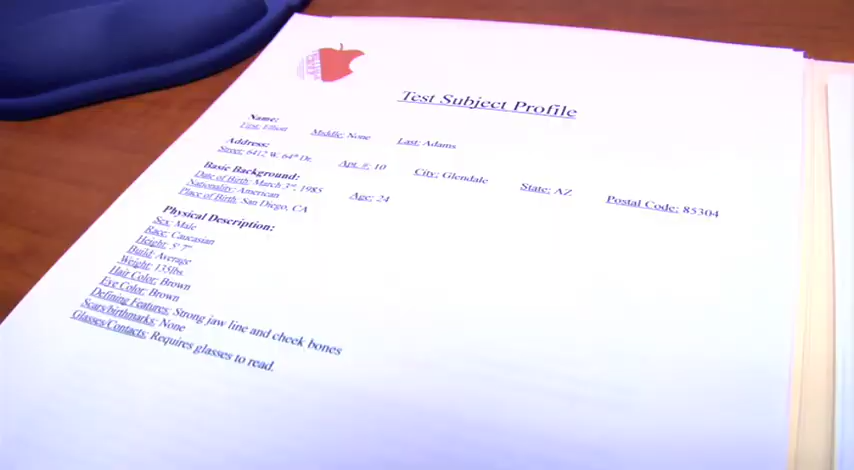 Test Subject Profile
Name:
First: Elliott Middle: None Last: Adams
Address:
Street: 6412 W. 64th Dr. Apt. #: 10 City: Glendale State: AZ Postal Code: 85304
Basic Background:
Date of Birth: March 3rd, 1985 Age: 24
Nationality: American
Place of Birth: San Diego, CA
Physical Description:
Sex: Male
Race: Caucasian
Height: 5' 7"
Build: Average
Weight: 135lbs.
Hair Color: Brown
Eye Color: Brown
Defining Features: Strong jaw line and cheek bones
Scars/birthmarks: None
Glasses/Contacts: Requires glasses to read.